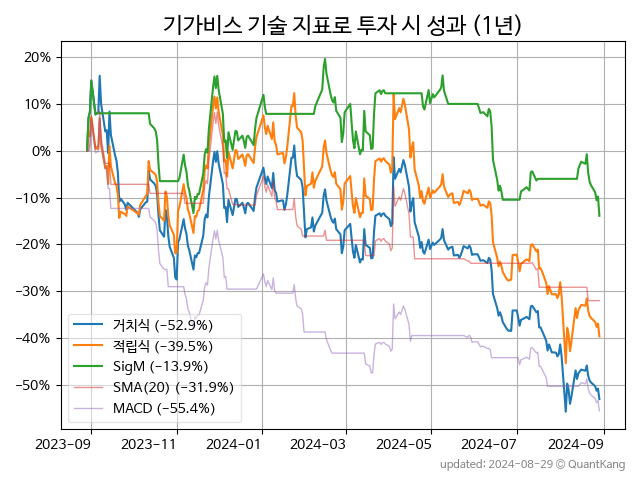 기가비스 기술 지표로 투자 시 성과 (1년)
20%
10%
0%
−10%
−20%
−30%
−40%
−50%
거치식 (−52.9%)
적립식 (−39.5%)
SigM (−13.9%)
SMA(20) (−31.9%)
MACD (−55.4%)
2023-09 2023-11 2024-01 2024-03 2024-05 2024-07 2024-09
updated: 2024-08-29 © QuantKang